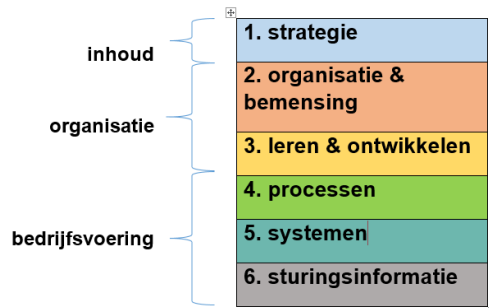 inhoud
organisatie
bedrijfsvoering
1. strategie
2. organisatie &
bemensing
3. leren & ontwikkelen
4. processen
5. systemen
6. sturingsinformatie